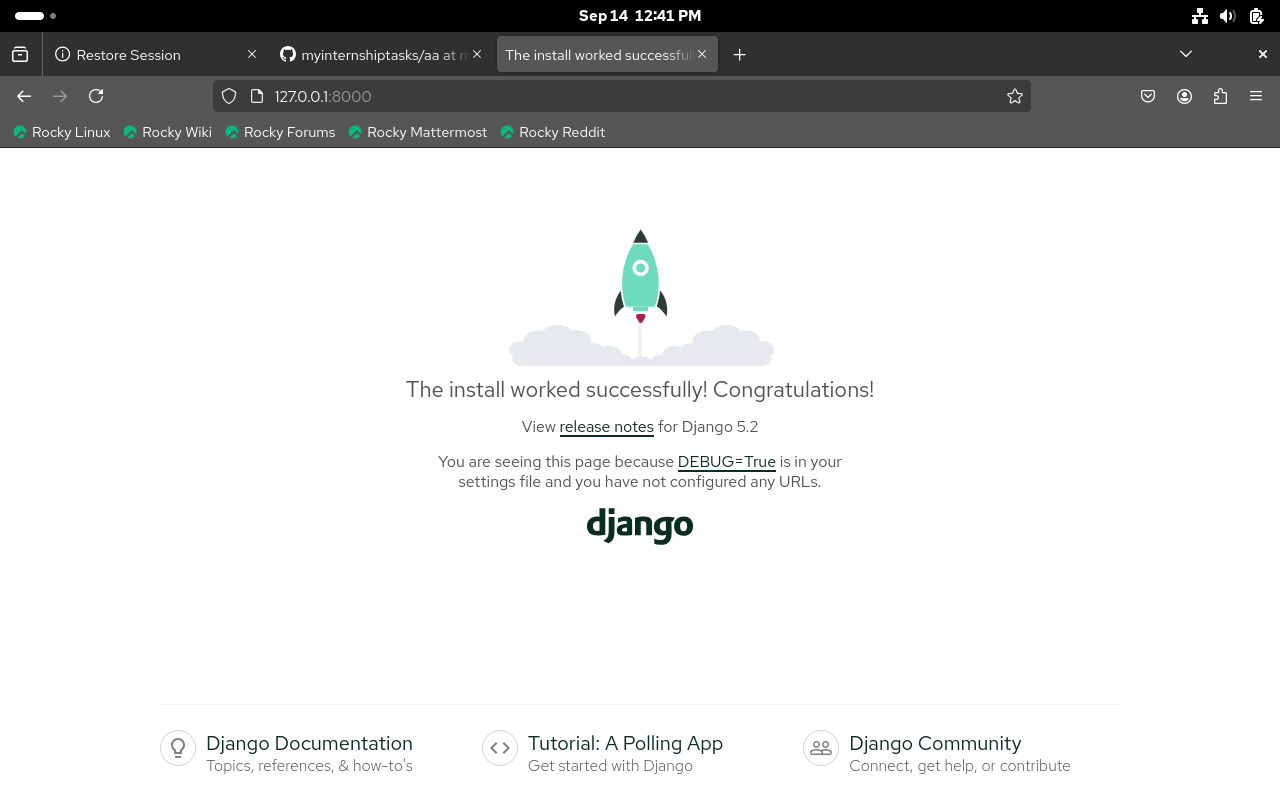 Sep 14 12:41 PM
Restore Session
myinternshiptasks/aa at
The install worked successful
127.0.0.1:8000
Rocky Linux
Rocky Wiki
Rocky Forums
Rocky Mattermost
Rocky Reddit
The install worked successfully! Congratulations!
View release notes for Django 5.2
You are seeing this page because DEBUG=True is in your
settings file and you have not configured any URLs.
django
Django Documentation
Topics, references, & how-to’s
Tutorial: A Polling App
Get started with Django
Django Community
Connect, get help, or contribute